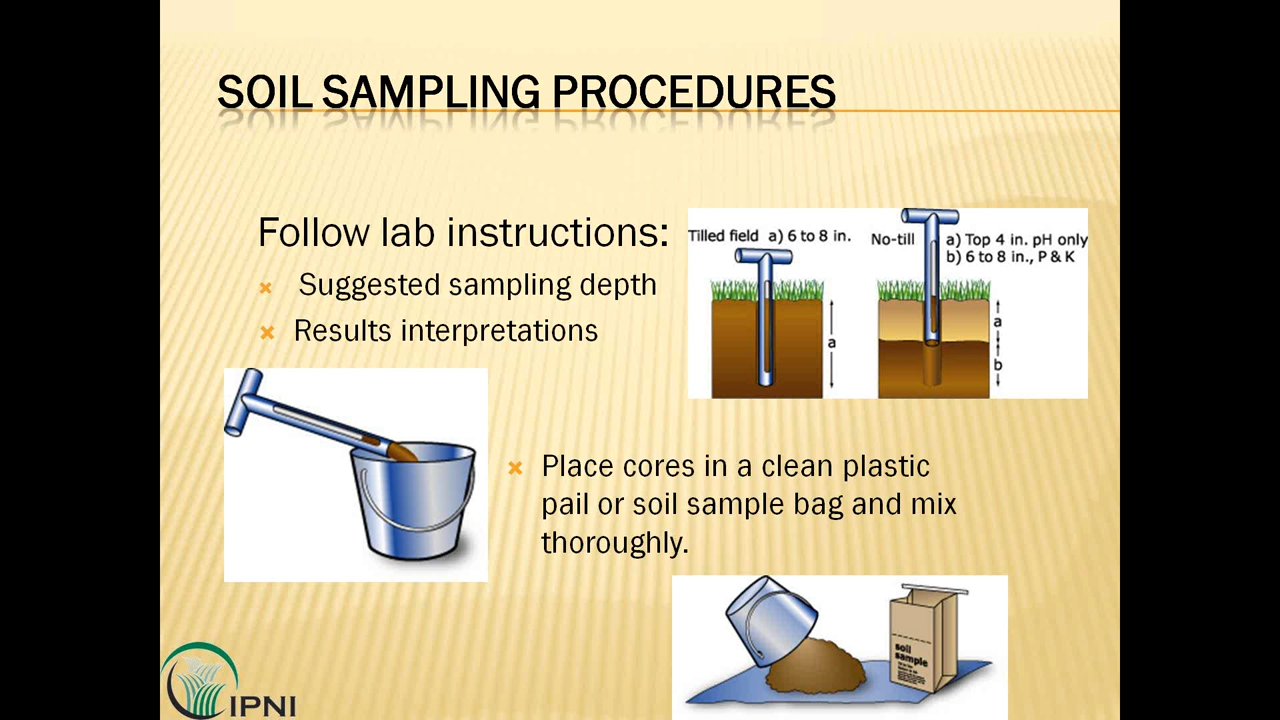 SOIL SAMPLING PROCEDURES
Follow lab instructions:
Suggested sampling depth
Results interpretations
Tilled field a) 6 to 8 in.
No-till a) Top 4 in. pH only
b) 6 to 8 in., P & K
a
a
b
Place cores in a clean plastic
pail or soil sample bag and mix
thoroughly.
soil
sample
IPNI